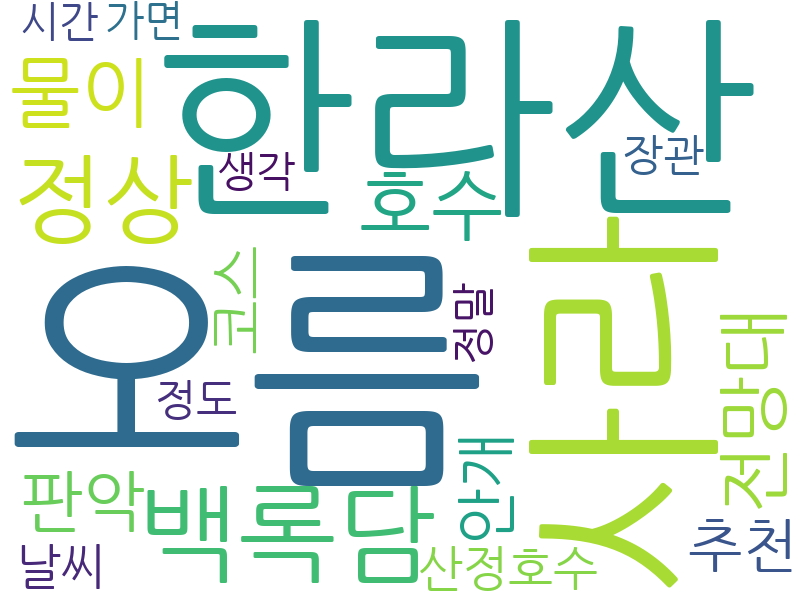 시간 가면
한라산
물이
장관
정상
생각
호수
오름
사라
코스
정말
전망대
정도
안개
판악
백록담
추천
날씨
산정호수